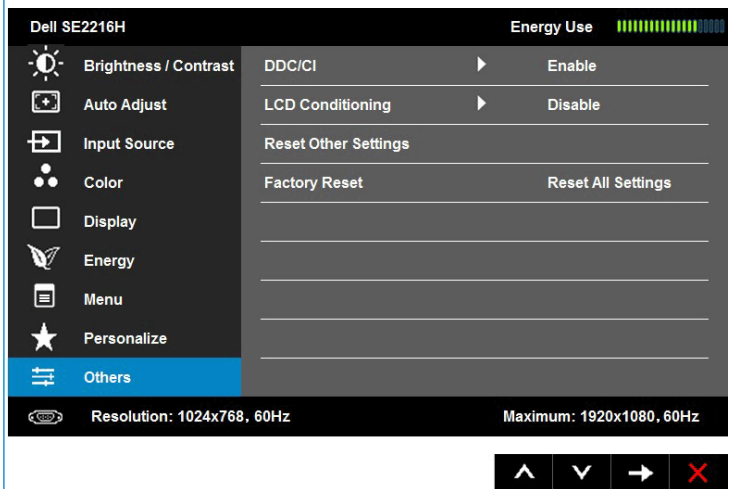 Dell SE2216H Energy Use
Brightness / Contrast DDC/CI Enable
Auto Adjust LCD Conditioning Disable
Input Source Reset Other Settings
Color Factory Reset Reset All Settings
Display
Energy
Menu
Personalize
Others
Resolution: 1024x768, 60Hz Maximum: 1920x1080, 60Hz